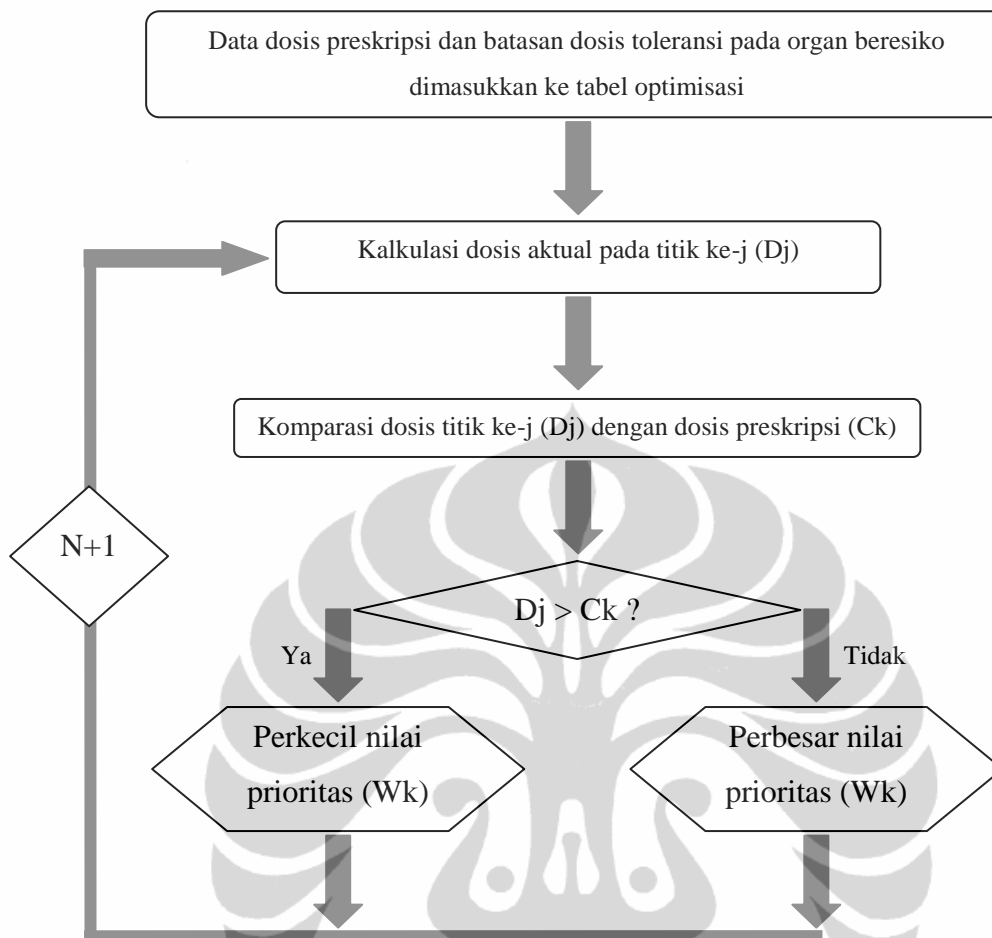 Data dosis preskripsi dan batasan dosis toleransi pada organ beresiko
dimasukkan ke tabel optimisasi
Kalkulasi dosis aktual pada titik ke-j (Dj)
Komparasi dosis titik ke-j (Dj) dengan dosis preskripsi (Ck)
N+1
Dj > Ck ?
Ya
Tidak
Perkecil nilai
prioritas (Wk)
Perbesar nilai
prioritas (Wk)